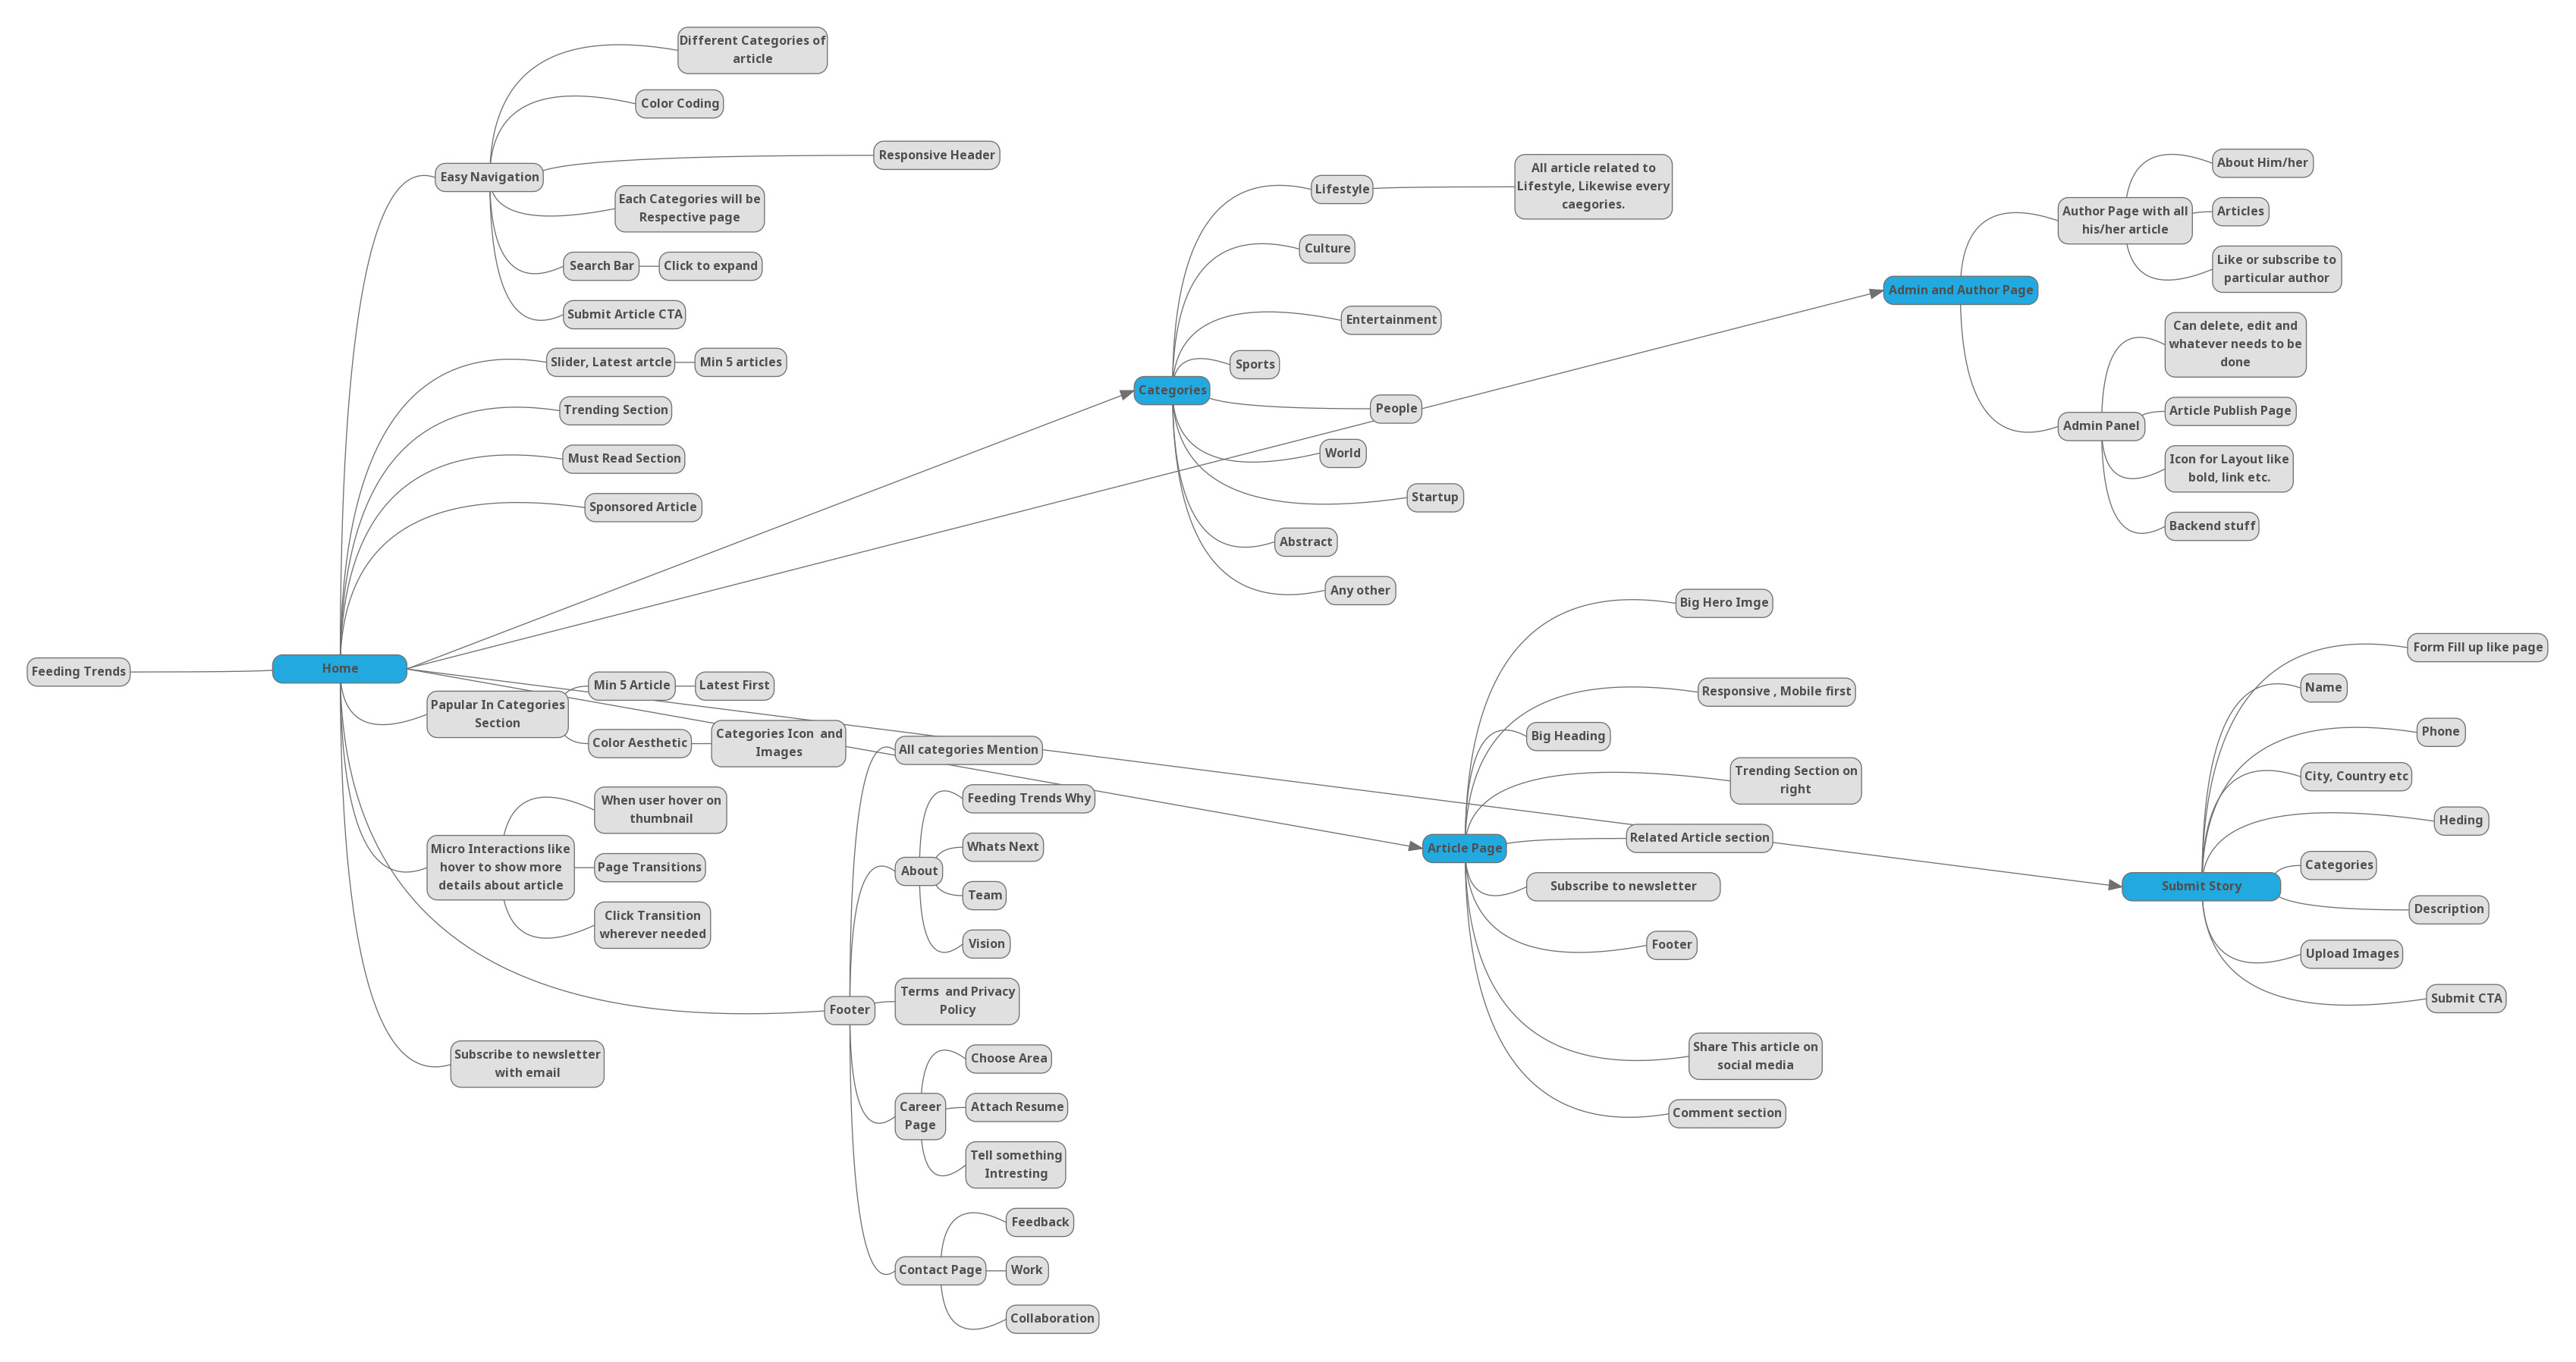 Feeding Trends
Home
Easy Navigation
Different Categories of
article
Color Coding
Responsive Header
Each Categories will be
Respective page
Search Bar
Click to expand
Submit Article CTA
Slider, Latest artcle
Min 5 articles
Trending Section
Must Read Section
Sponsored Article
Papular In Categories
Section
Min 5 Article
Latest First
Color Aesthetic
Categories Icon and
Images
Micro Interactions like
hover to show more
details about article
When user hover on
thumbnail
Page Transitions
Click Transition
wherever needed
Footer
All categories Mention
About
Feeding Trends Why
Whats Next
Team
Vision
Terms and Privacy
Policy
Career
Page
Choose Area
Attach Resume
Tell something
Intresting
Contact Page
Feedback
Work
Collaboration
Subscribe to newsletter
with email
Categories
Lifestyle
All article related to
Lifestyle, Likewise every
caegories.
Culture
Entertainment
Sports
People
World
Startup
Abstract
Any other
Article Page
Big Hero Imge
Responsive , Mobile first
Big Heading
Trending Section on
right
Related Article section
Subscribe to newsletter
Footer
Share This article on
social media
Comment section
Admin and Author Page
Author Page with all
his/her article
About Him/her
Articles
Like or subscribe to
particular author
Admin Panel
Can delete, edit and
whatever needs to be
done
Article Publish Page
Icon for Layout like
bold, link etc.
Backend stuff
Submit Story
Form Fill up like page
Name
Phone
City, Country etc
Heding
Categories
Description
Upload Images
Submit CTA